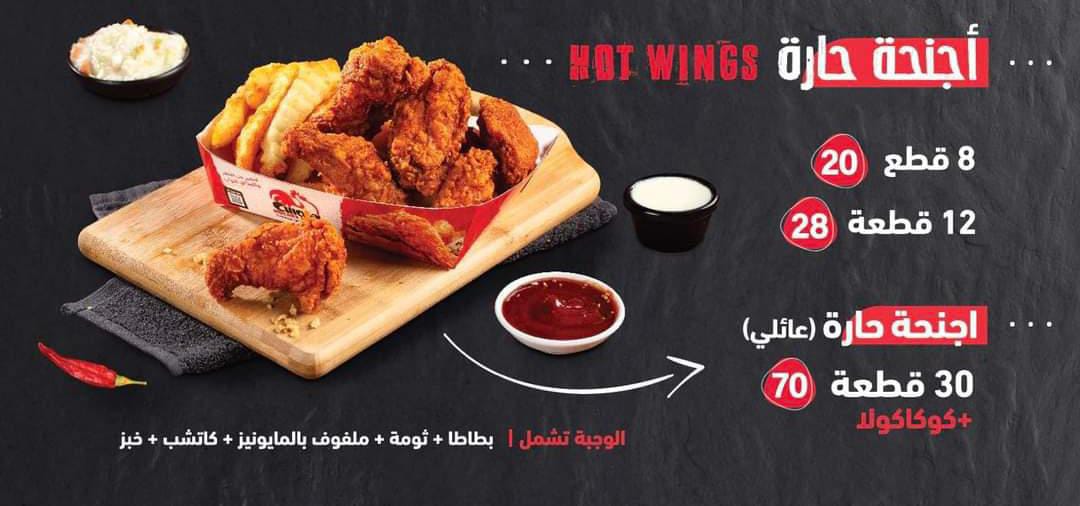 أجنحة حارة HOT WINGS
8 قطع 20
12 قطعة 28
اجنحة حارة (عائلي)
30 قطعة 70
+كوكاكولا
الوجبة تشمل | بطاطا + ثومة + ملفوف بالمايونيز + كاتشب + خبز